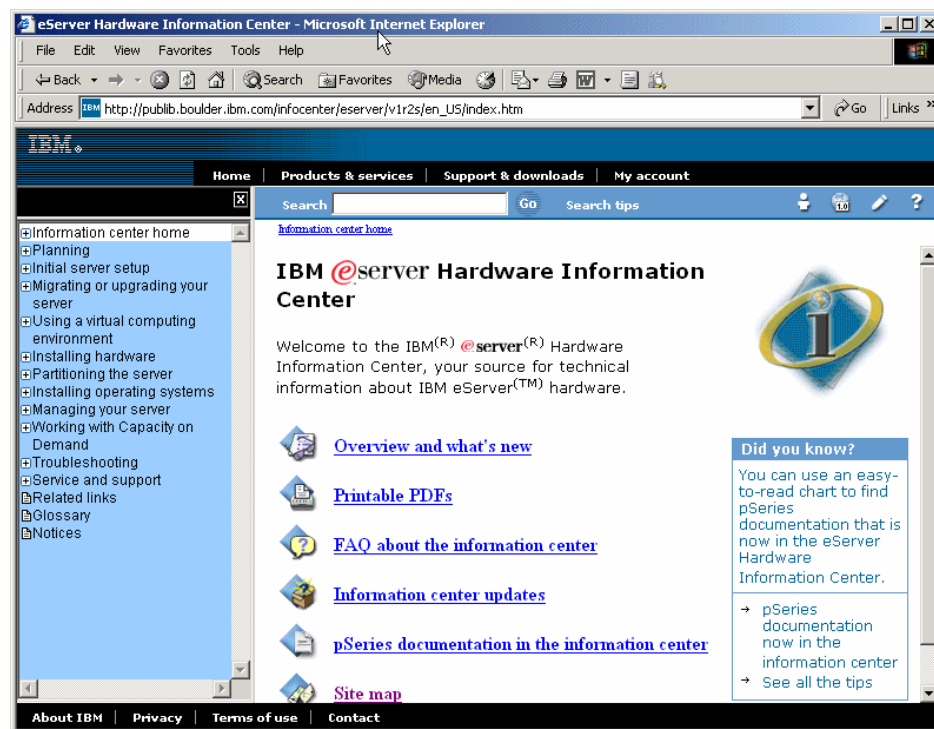 eServer Hardware Information Center - Microsoft Internet Explorer
File Edit View Favorites Tools Help
Back Search Favorites Media
Address http://publib.boulder.ibm.com/infocenter/eserver/v1r2s/en_US/index.htm Go Links »
IBM
Home | Products & services | Support & downloads | My account
Search Go Search tips 1.0 ?
Information center home
Planning
Initial server setup
Migrating or upgrading your
server
Using a virtual computing
environment
Installing hardware
Partitioning the server
Installing operating systems
Managing your server
Working with Capacity on
Demand
Troubleshooting
Service and support
Related links
Glossary
Notices
Information center home
IBM eserver Hardware Information
Center
Welcome to the IBM(R) eserver(R) Hardware
Information Center, your source for technical
information about IBM eServer(TM) hardware.
Overview and what's new
Printable PDFs
FAQ about the information center
Information center updates
pSeries documentation in the information center
Site map
i
Did you know?
You can use an easy-
to-read chart to find
pSeries
documentation that is
now in the eServer
Hardware
Information Center.
→ pSeries
documentation
now in the
information center
→ See all the tips
About IBM | Privacy | Terms of use | Contact